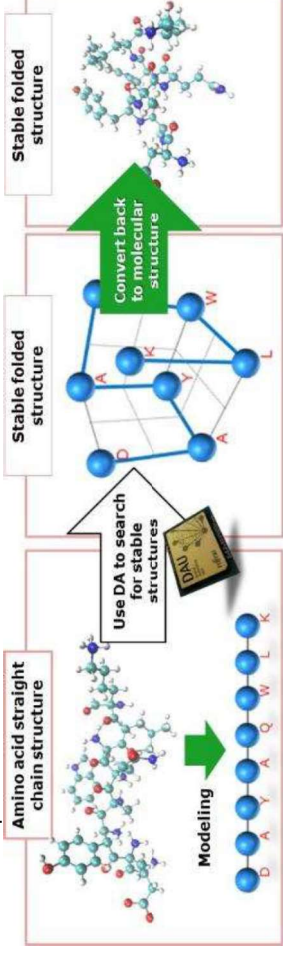 Amino acid straight
chain structure
Modeling
D A Y A Q W L K
Use DA to search
for stable
structures
DAU
Stable folded
structure
D
A
A
Y
K
L
W
Convert back
to molecular
structure
Stable folded
structure